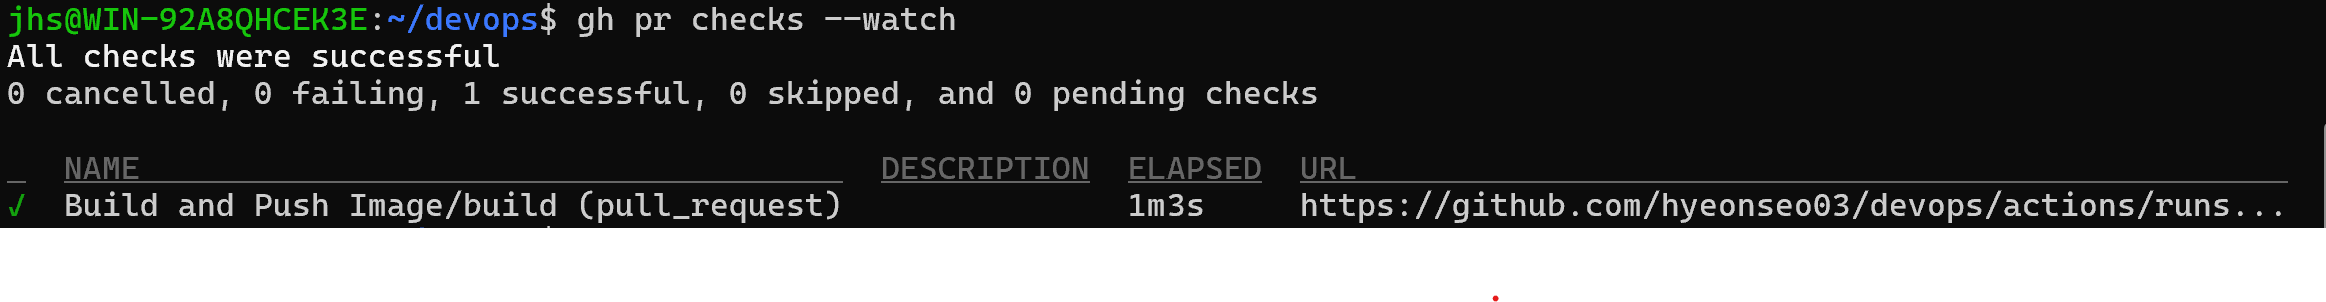 jhs@WIN-92A8QHCEK3E:~/devops$ gh pr checks --watch
All checks were successful
0 cancelled, 0 failing, 1 successful, 0 skipped, and 0 pending checks
NAME DESCRIPTION ELAPSED URL
✓ Build and Push Image/build (pull_request) 1m3s https://github.com/hyeonseo03/devops/actions/runs...